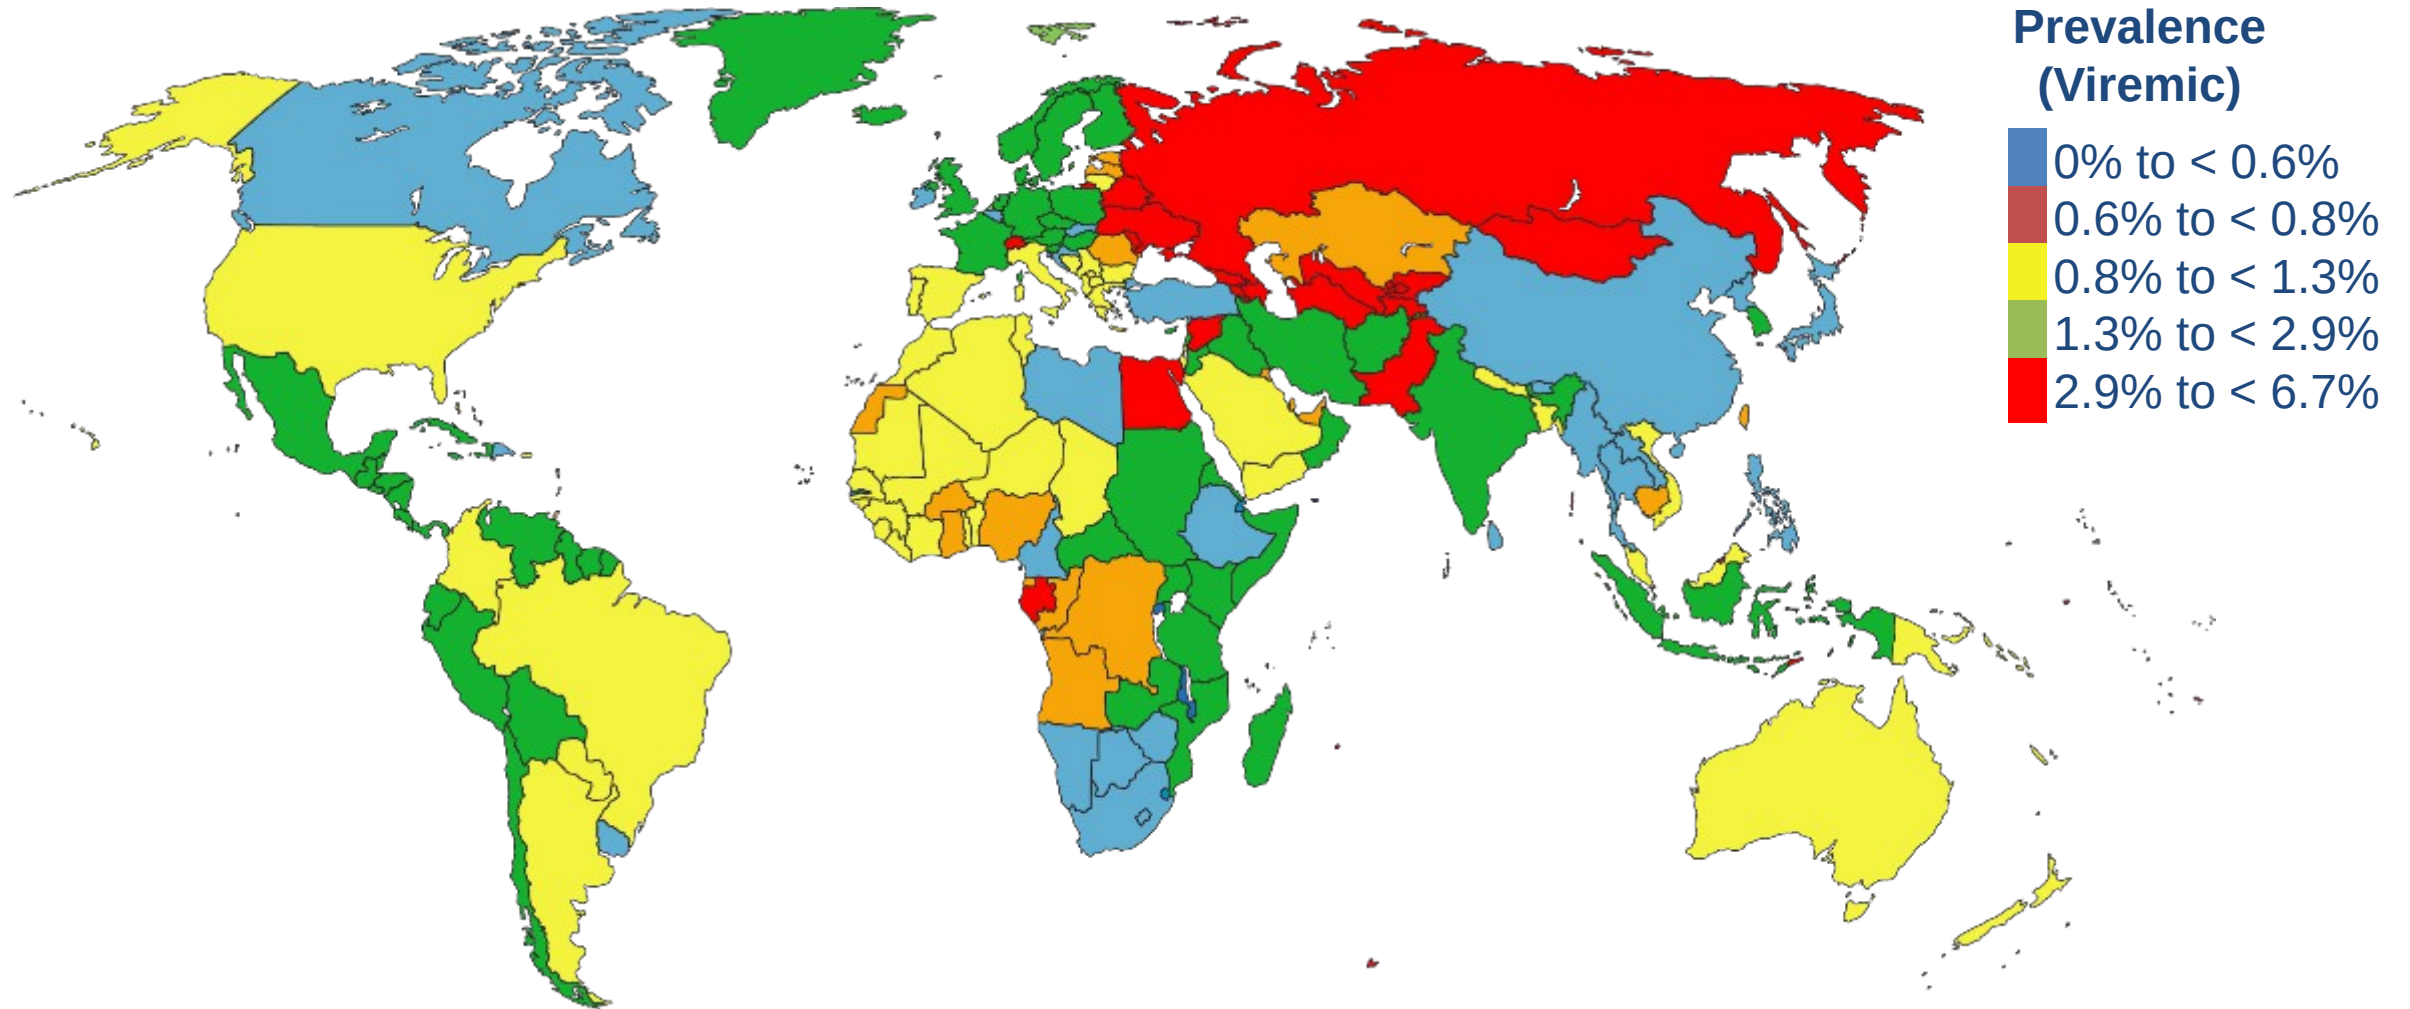 Prevalence
(Viremic)
0% to < 0.6%
0.6% to < 0.8%
0.8% to < 1.3%
1.3% to < 2.9%
2.9% to < 6.7%